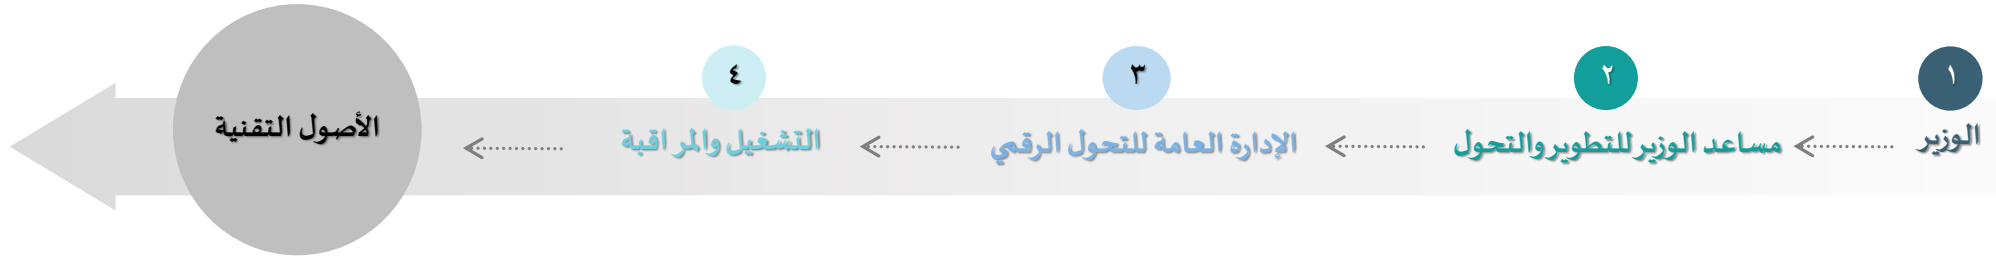 ١
الوزير
٢
مساعد الوزير للتطوير والتحول
٣
الإدارة العامة للتحول الرقمي
٤
التشغيل والمراقبة
الأصول التقنية